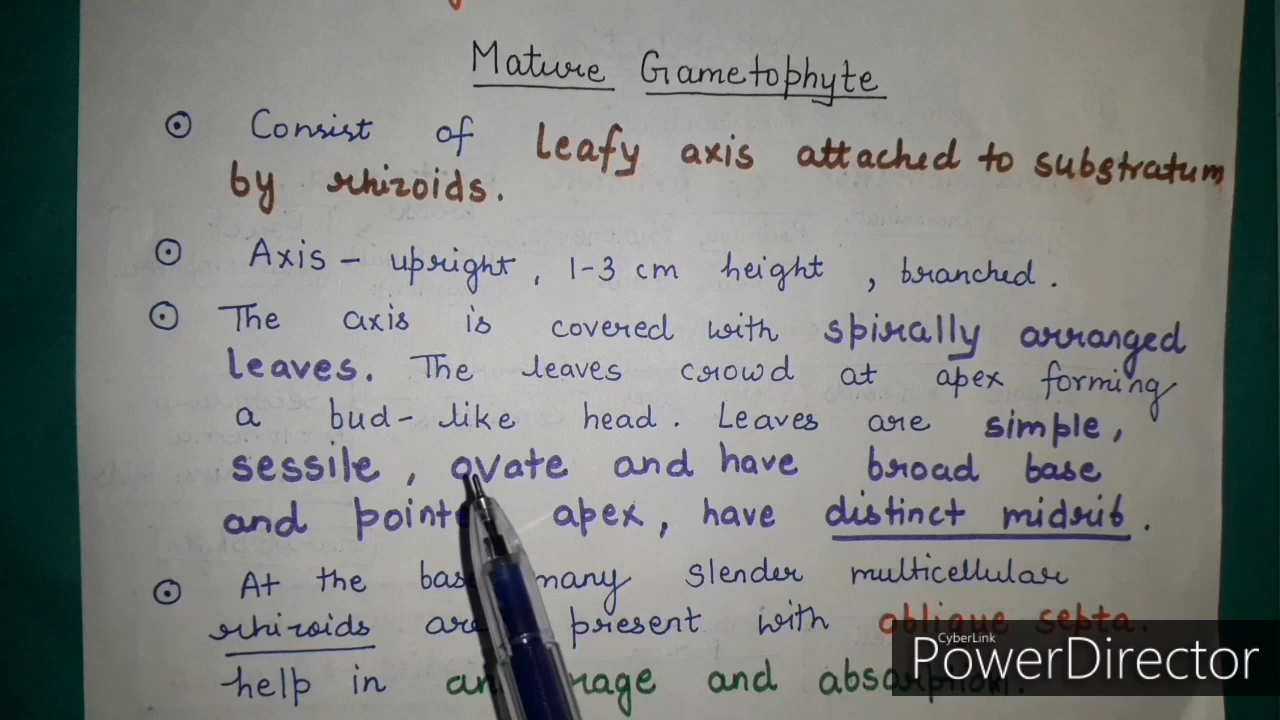 Mature Gametophyte
Consist of leafy axis attached to substratum
by rhizoids.
Axis - upright, 1-3 cm height, branched.
The axis is covered with spirally arranged
leaves. The leaves crowd at apex forming
a bud-like head. Leaves are simple,
sessile, ovate and have broad base
and apex, have distinct midrib.
At the many slender multicellular
rhizoids present with oblique septa.
help in and
CyberLink
PowerDirector